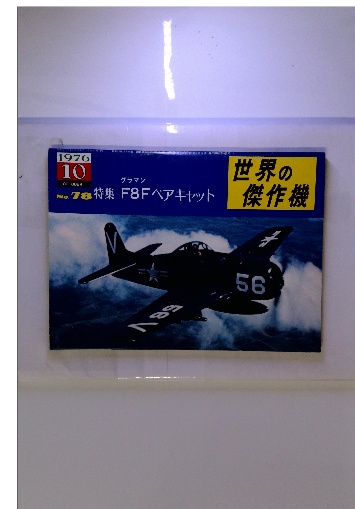 1976
10
OCTOBER
No. 78
特集
グラマン
F8Fベアキャット
世界の
傑作機
56